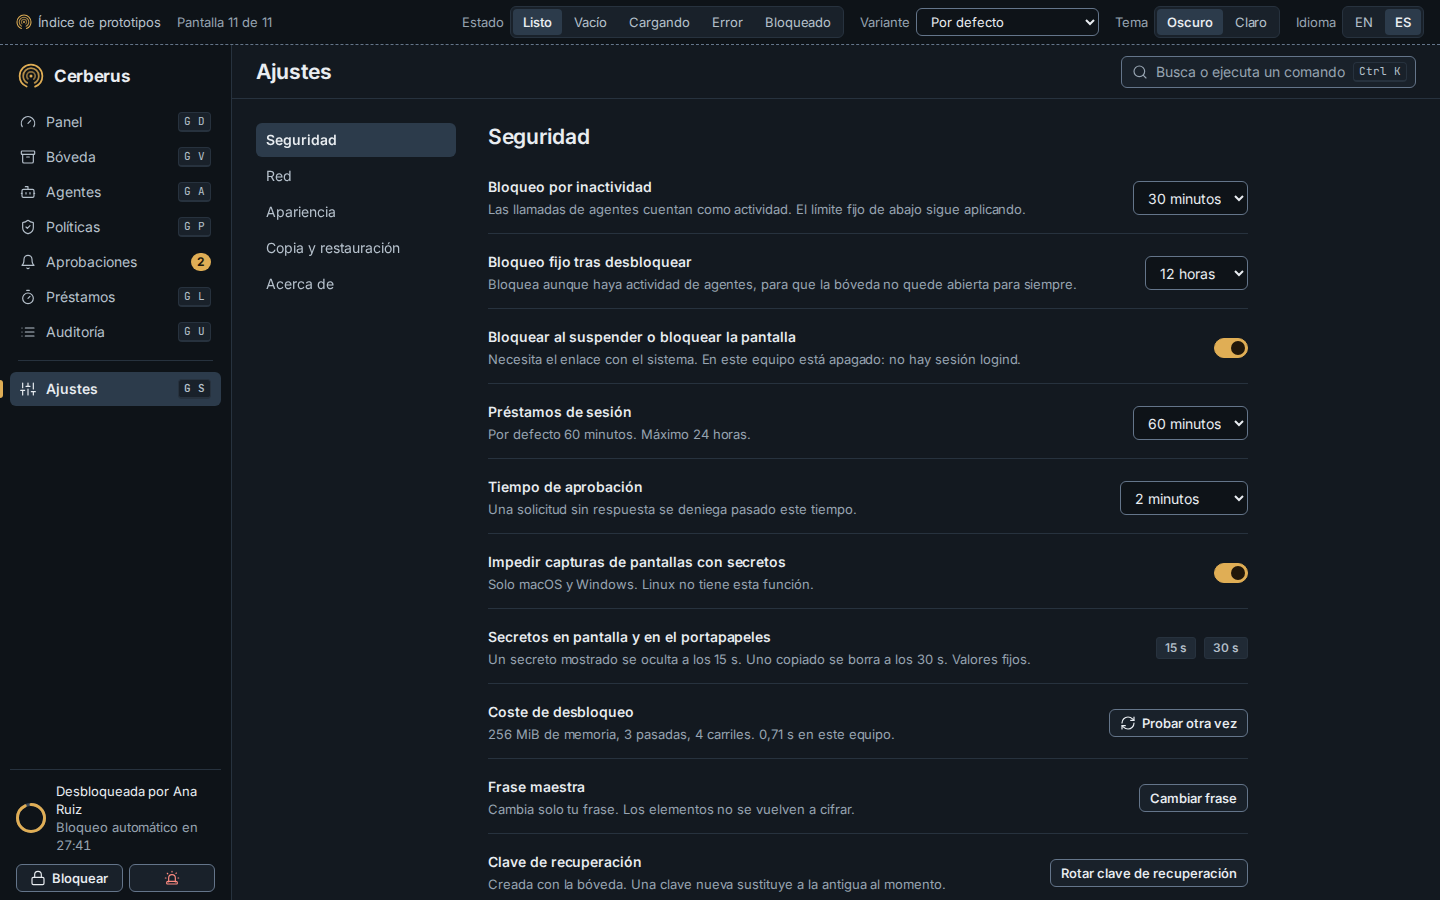 Índice de prototipos
Pantalla 11 de 11
Estado
Listo
Vacío
Cargando
Error
Bloqueado
Variante
Por defecto
Tema
Oscuro
Claro
Idioma
EN
ES
Cerberus
Panel
G D
Bóveda
G V
Agentes
G A
Políticas
G P
Aprobaciones
2
Préstamos
G L
Auditoría
G U
Ajustes
G S
Desbloqueada por Ana
Ruiz
Bloqueo automático en
27:41
Bloquear
Ajustes
Busca o ejecuta un comando
Ctrl K
Seguridad
Red
Apariencia
Copia y restauración
Acerca de
Seguridad
Bloqueo por inactividad
Las llamadas de agentes cuentan como actividad. El límite fijo de abajo sigue aplicando.
30 minutos
Bloqueo fijo tras desbloquear
Bloquea aunque haya actividad de agentes, para que la bóveda no quede abierta para siempre.
12 horas
Bloquear al suspender o bloquear la pantalla
Necesita el enlace con el sistema. En este equipo está apagado: no hay sesión logind.
Préstamos de sesión
Por defecto 60 minutos. Máximo 24 horas.
60 minutos
Tiempo de aprobación
Una solicitud sin respuesta se deniega pasado este tiempo.
2 minutos
Impedir capturas de pantallas con secretos
Solo macOS y Windows. Linux no tiene esta función.
Secretos en pantalla y en el portapapeles
Un secreto mostrado se oculta a los 15 s. Uno copiado se borra a los 30 s. Valores fijos.
15 s
30 s
Coste de desbloqueo
256 MiB de memoria, 3 pasadas, 4 carriles. 0,71 s en este equipo.
Probar otra vez
Frase maestra
Cambia solo tu frase. Los elementos no se vuelven a cifrar.
Cambiar frase
Clave de recuperación
Creada con la bóveda. Una clave nueva sustituye a la antigua al momento.
Rotar clave de recuperación